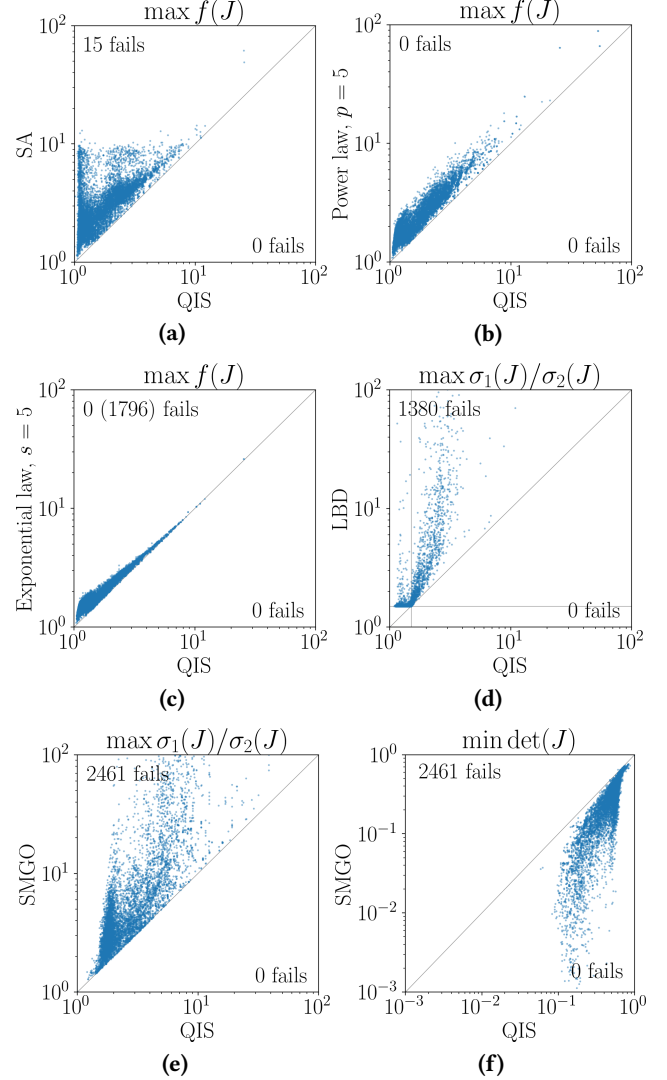 max f(J)
15 fails
0 fails
SA
10^0 10^1 10^2
10^0 10^1 10^2
QIS
(a)
max f(J)
0 fails
0 fails
Power law, p = 5
10^0 10^1 10^2
10^0 10^1 10^2
QIS
(b)
max f(J)
0 (1796) fails
0 fails
Exponential law, s = 5
10^0 10^1 10^2
10^0 10^1 10^2
QIS
(c)
max σ₁(J)/σ₂(J)
1380 fails
0 fails
LBD
10^0 10^1 10^2
10^0 10^1 10^2
QIS
(d)
max σ₁(J)/σ₂(J)
2461 fails
0 fails
SMGO
10^0 10^1 10^2
10^0 10^1 10^2
QIS
(e)
min det(J)
2461 fails
0 fails
SMGO
10^−3 10^−2 10^−1 10^0
10^−3 10^−2 10^−1 10^0
QIS
(f)